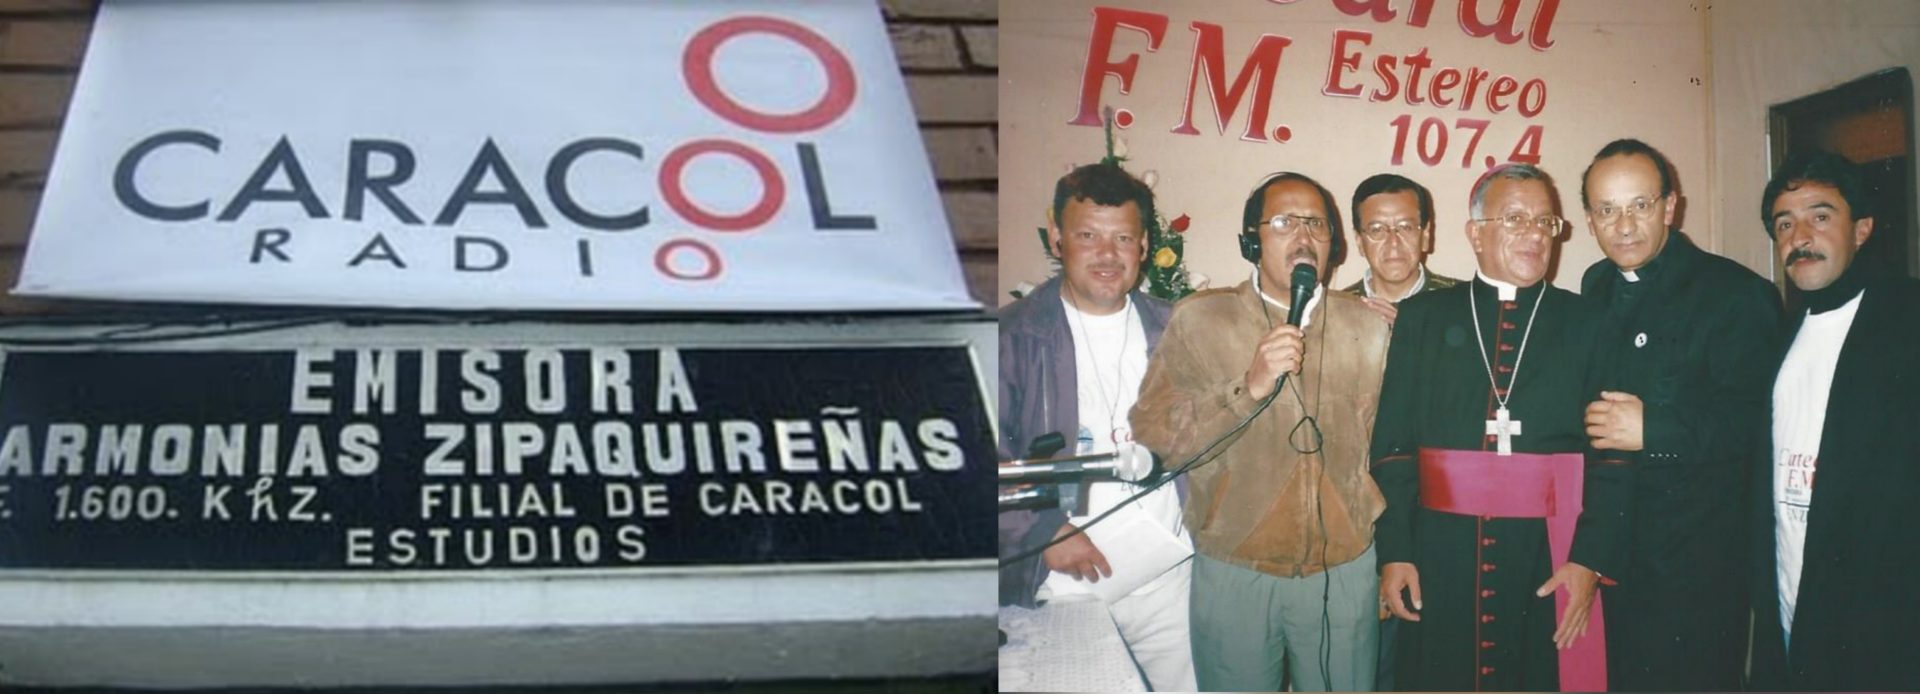 CARACOL
RADIO
EMISORA
ARMONIAS ZIPAQUIREÑAS
F. 1.600. KhZ. FILIAL DE CARACOL
ESTUDIOS
F.M. Estereo
107.4
F.M